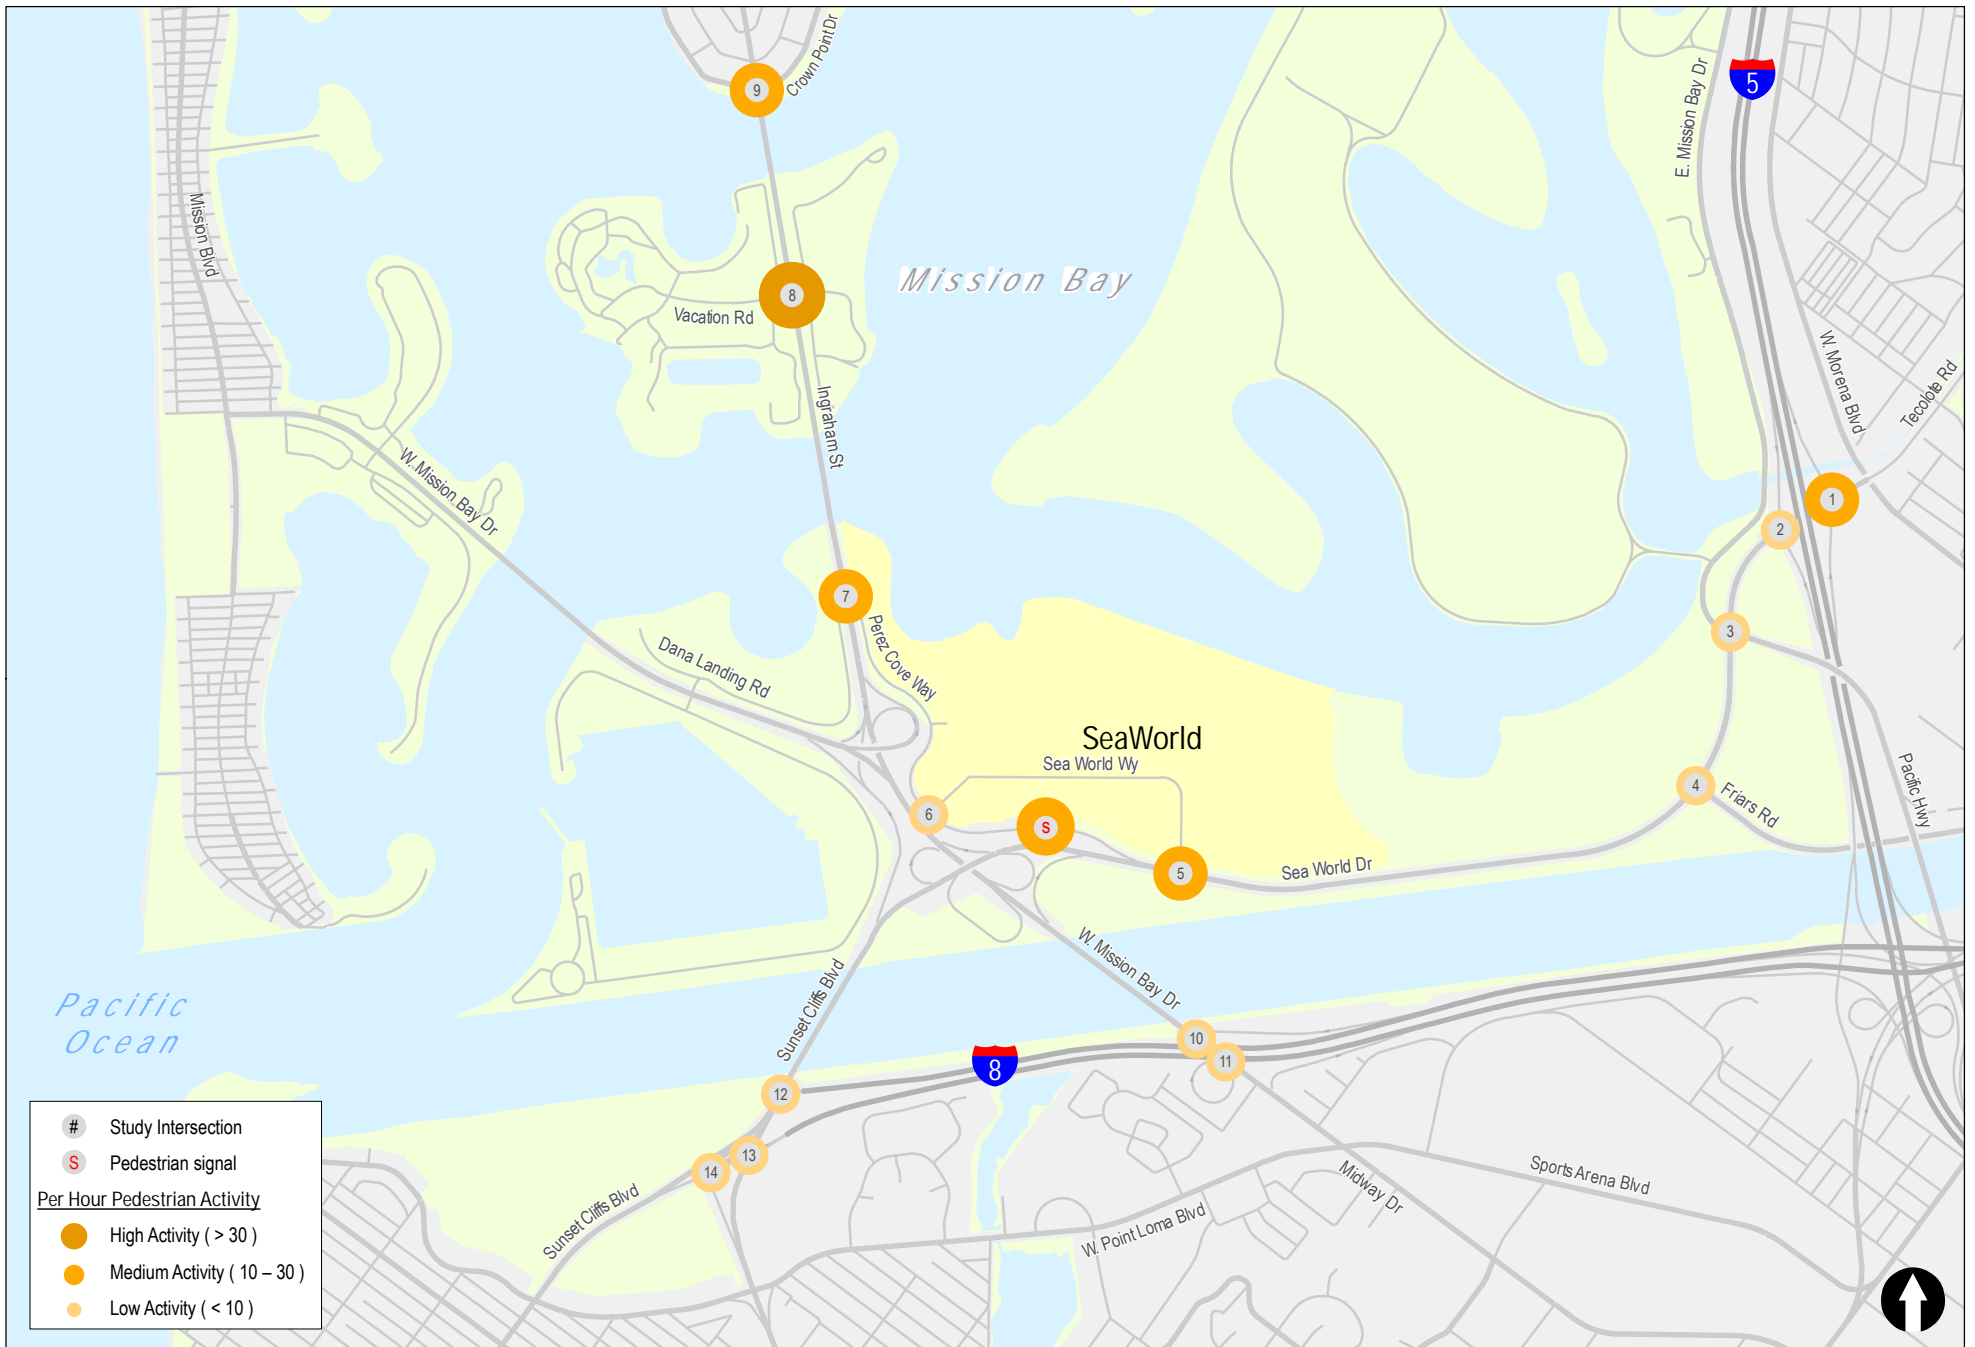 Crown Point Dr
9
E. Mission Bay Dr
5
Mission Blvd
Mission Bay
8
Vacation Rd
W. Morena Blvd
Tecolote Rd
Ingraham St
W. Mission Bay Dr
1
2
7
3
Perez Cove Way
Dana Landing Rd
SeaWorld
Sea World Wy
Pacific Hwy
4
Friars Rd
6
S
5
Sea World Dr
W. Mission Bay Dr
Sunset Cliffs Blvd
Pacific
Ocean
10
11
8
12
13
14
Sunset Cliffs Blvd
W. Point Loma Blvd
Midway Dr
Sports Arena Blvd
# Study Intersection
S Pedestrian signal
Per Hour Pedestrian Activity
High Activity ( > 30 )
Medium Activity ( 10 – 30 )
Low Activity ( < 10 )